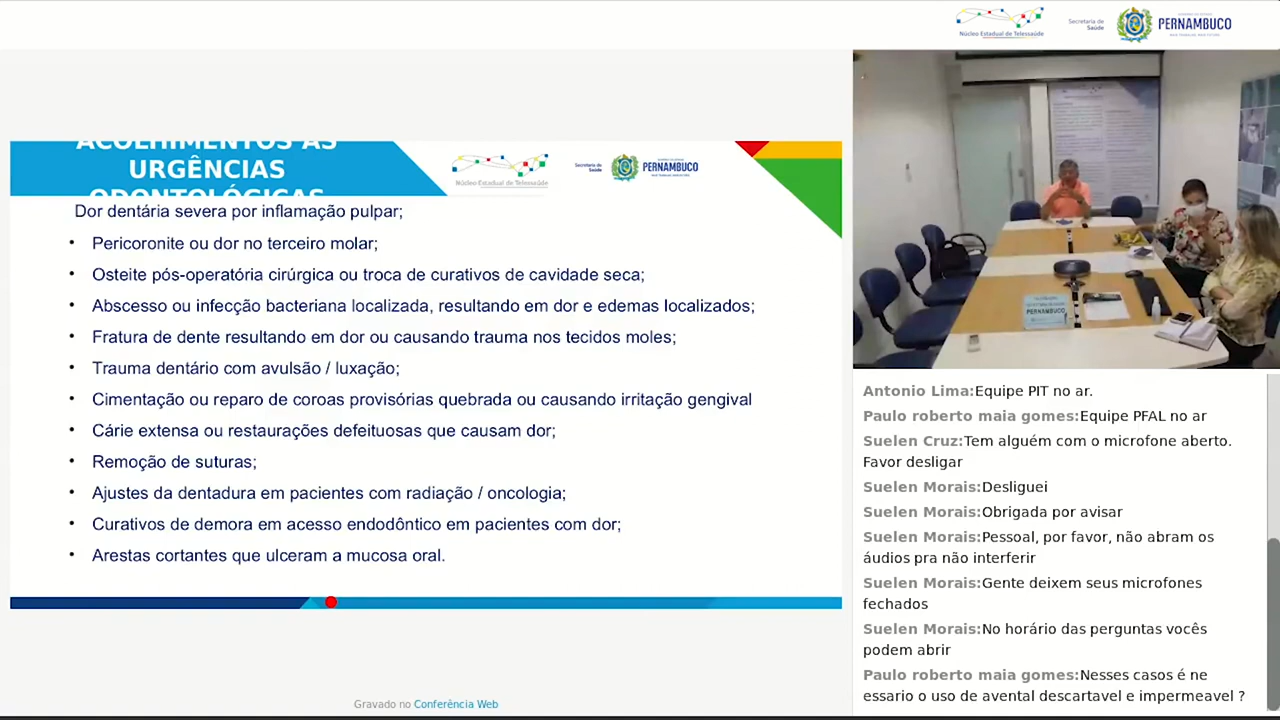 Núcleo Estadual de Telessaúde
Secretaria de
Saúde
PERNAMBUCO
ACOLHIMENTOS ÀS
URGÊNCIAS
ODONTOLÓGICAS
Núcleo Estadual de Telessaúde
Secretaria de
Saúde
PERNAMBUCO
Dor dentária severa por inflamação pulpar;
• Pericoronite ou dor no terceiro molar;
• Osteite pós-operatória cirúrgica ou troca de curativos de cavidade seca;
• Abscesso ou infecção bacteriana localizada, resultando em dor e edemas localizados;
• Fratura de dente resultando em dor ou causando trauma nos tecidos moles;
• Trauma dentário com avulsão / luxação;
• Cimentação ou reparo de coroas provisórias quebrada ou causando irritação gengival
• Cárie extensa ou restaurações defeituosas que causam dor;
• Remoção de suturas;
• Ajustes da dentadura em pacientes com radiação / oncologia;
• Curativos de demora em acesso endodôntico em pacientes com dor;
• Arestas cortantes que ulceram a mucosa oral.
PERNAMBUCO
Antonio Lima:Equipe PIT no ar.
Paulo roberto maia gomes:Equipe PFAL no ar
Suelen Cruz:Tem alguém com o microfone aberto.
Favor desligar
Suelen Morais:Desliguei
Suelen Morais:Obrigada por avisar
Suelen Morais:Pessoal, por favor, não abram os
áudios pra não interferir
Suelen Morais:Gente deixem seus microfones
fechados
Suelen Morais:No horário das perguntas vocês
podem abrir
Paulo roberto maia gomes:Nesses casos é ne
essario o uso de avental descartavel e impermeavel ?
Gravado no Conferência Web